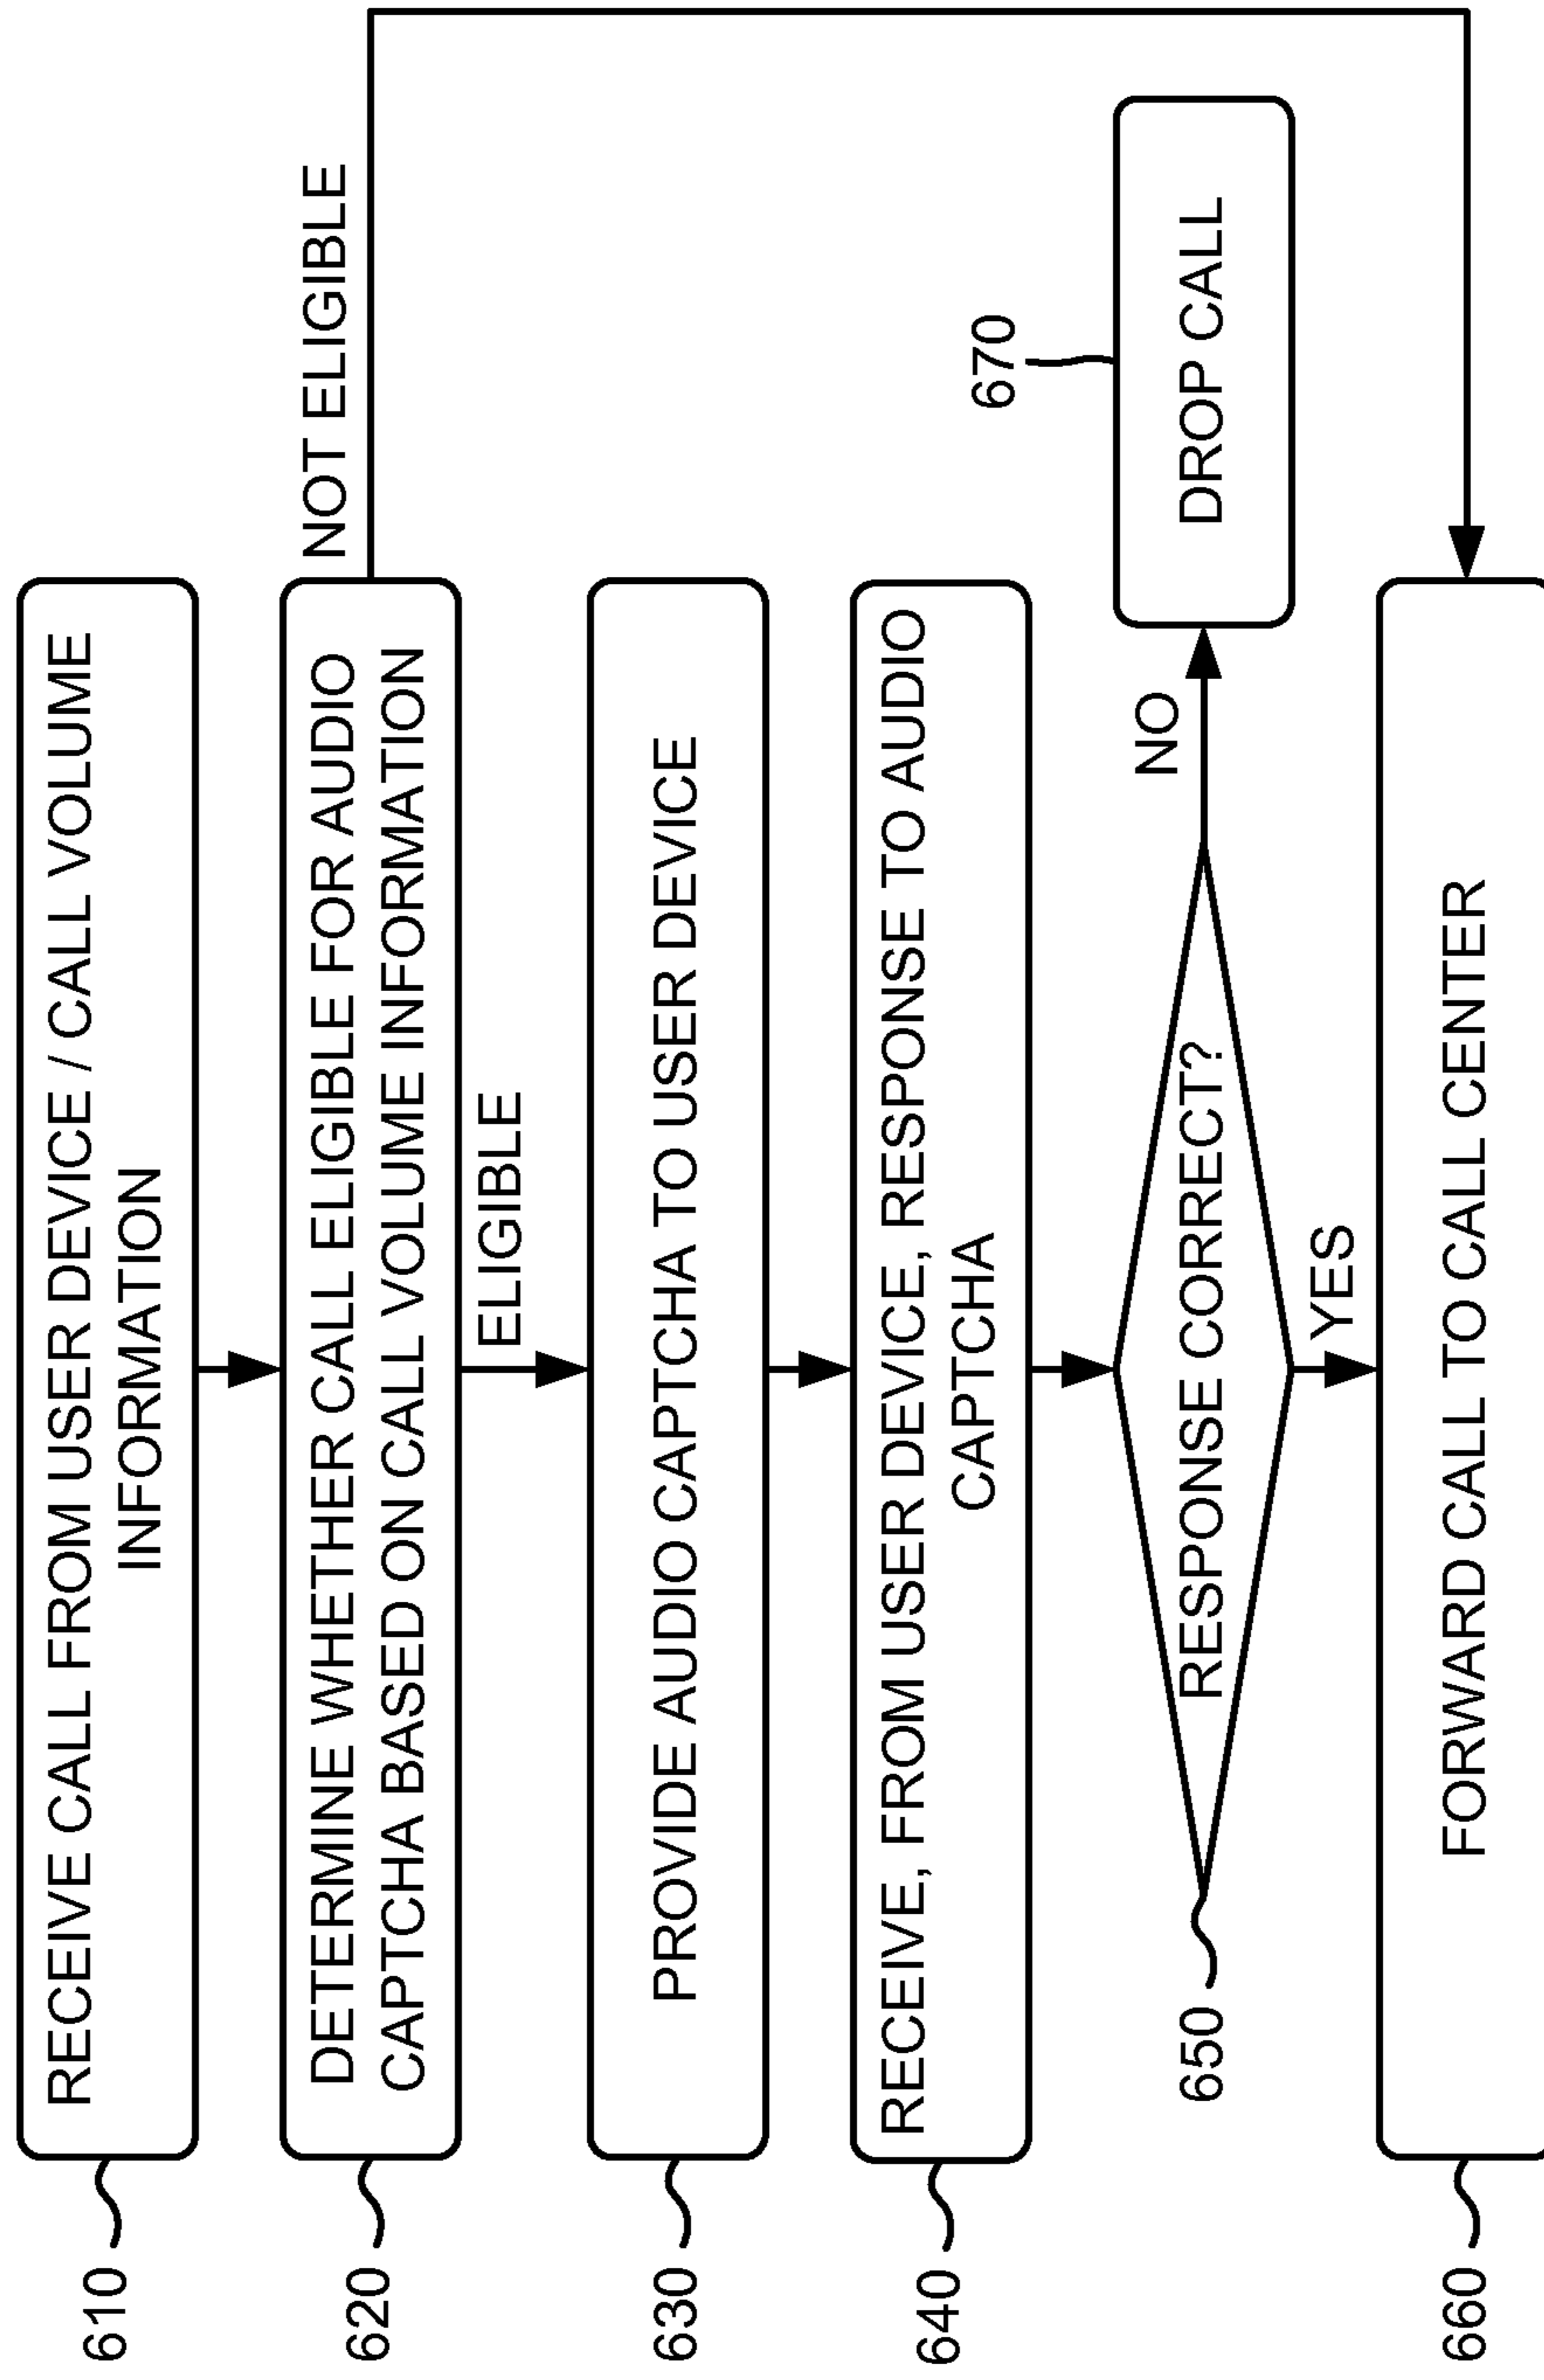 610
RECEIVE CALL FROM USER DEVICE / CALL VOLUME
INFORMATION
620
DETERMINE WHETHER CALL ELIGIBLE FOR AUDIO
CAPTCHA BASED ON CALL VOLUME INFORMATION
NOT ELIGIBLE
ELIGIBLE
630
PROVIDE AUDIO CAPTCHA TO USER DEVICE
640
RECEIVE, FROM USER DEVICE, RESPONSE TO AUDIO
CAPTCHA
650
RESPONSE CORRECT?
NO
670
DROP CALL
YES
660
FORWARD CALL TO CALL CENTER